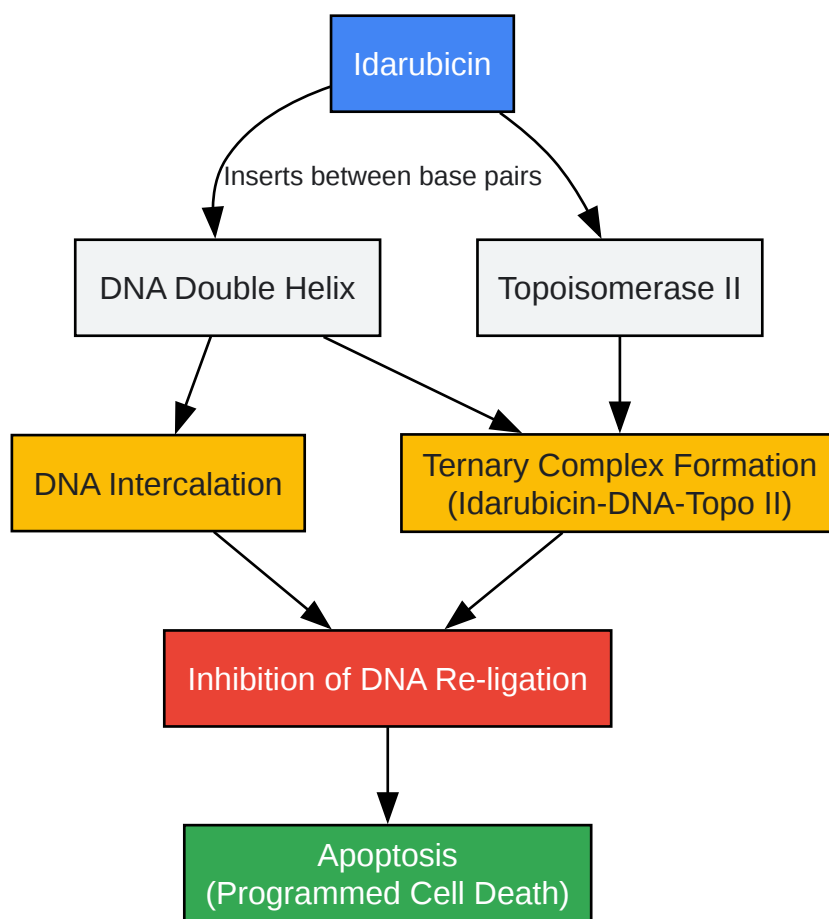 Idarubicin
Inserts between base pairs
DNA Double Helix
Topoisomerase II
DNA Intercalation
Ternary Complex Formation
(Idarubicin-DNA-Topo II)
Inhibition of DNA Re-ligation
Apoptosis
(Programmed Cell Death)